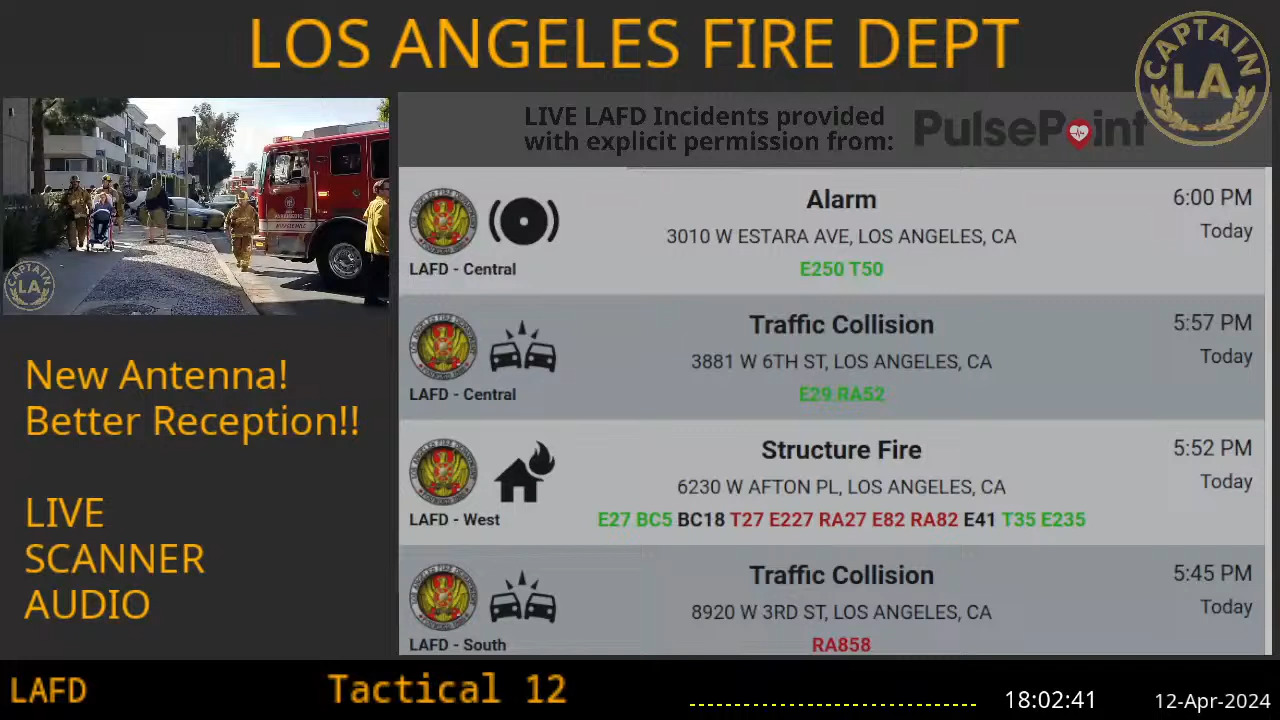 LOS ANGELES FIRE DEPT
CAPTAIN
LA
LIVE LAFD Incidents provided
with explicit permission from:
PulsePoint
Alarm
6:00 PM
3010 W ESTARA AVE, LOS ANGELES, CA
Today
E250 T50
LAFD - Central
Traffic Collision
5:57 PM
3881 W 6TH ST, LOS ANGELES, CA
Today
E29 RA52
LAFD - Central
Structure Fire
5:52 PM
6230 W AFTON PL, LOS ANGELES, CA
Today
E27 BC5 BC18 T27 E227 RA27 E82 RA82 E41 T35 E235
LAFD - West
Traffic Collision
5:45 PM
8920 W 3RD ST, LOS ANGELES, CA
Today
RA858
LAFD - South
CAPTAIN
LA
New Antenna!
Better Reception!!
LIVE
SCANNER
AUDIO
LAFD
Tactical 12
18:02:41
12-Apr-2024